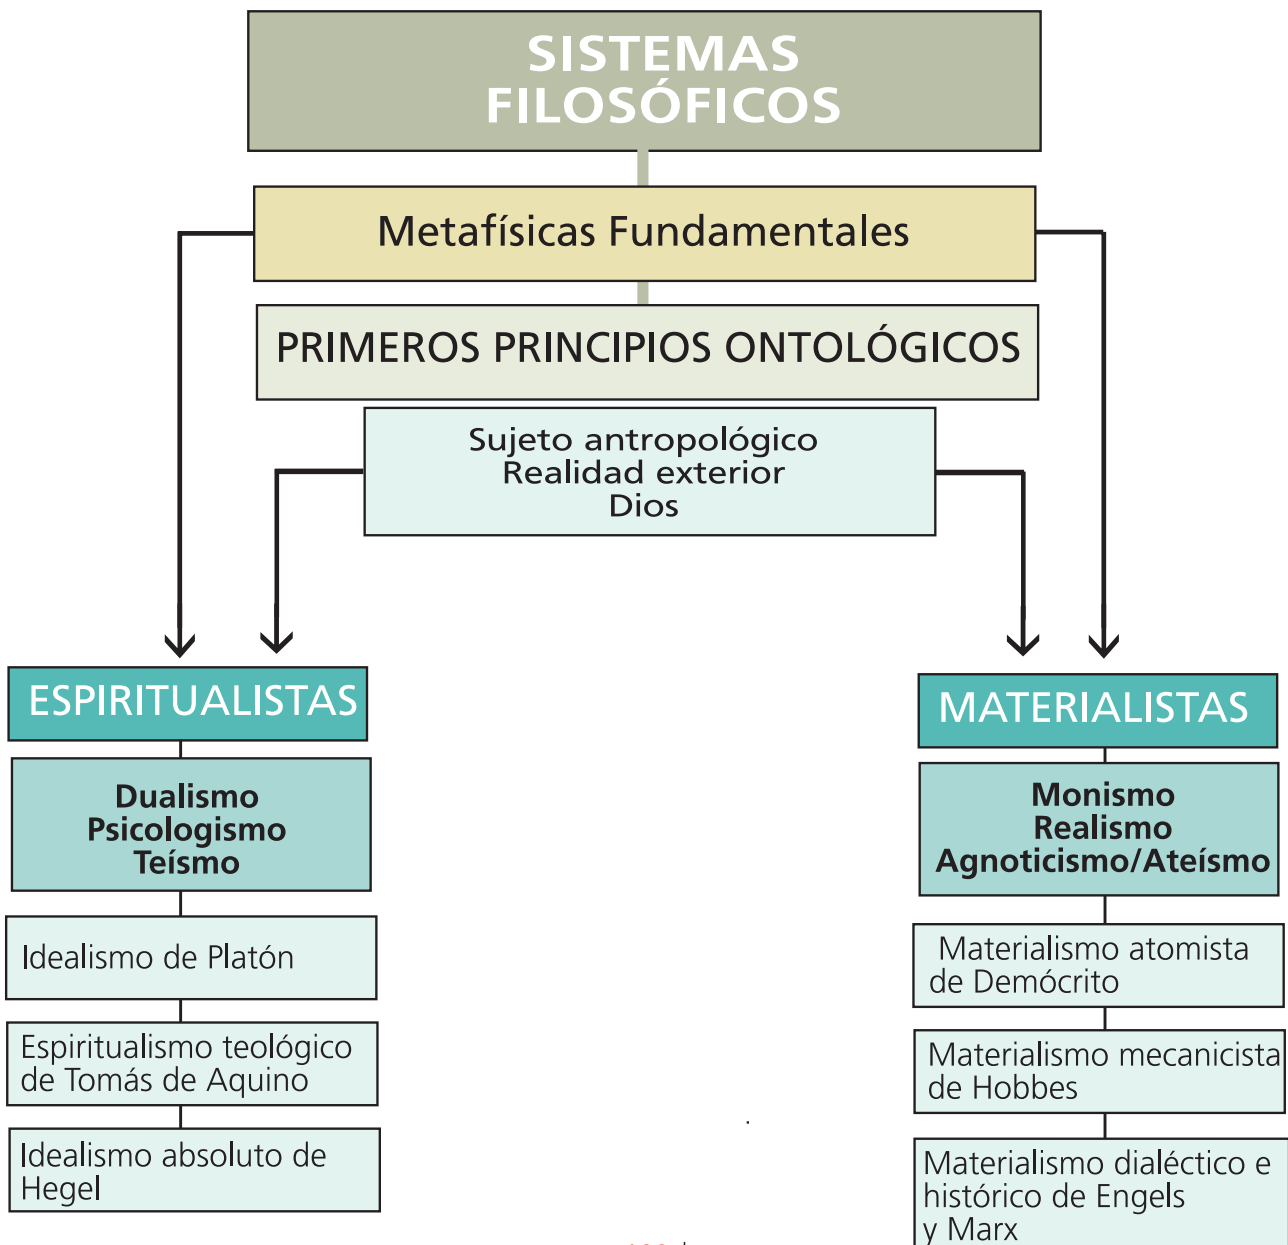 SISTEMAS
FILOSÓFICOS
Metafísicas Fundamentales
PRIMEROS PRINCIPIOS ONTOLÓGICOS
Sujeto antropológico
Realidad exterior
Dios
ESPIRITUALISTAS
Dualismo
Psicologismo
Teísmo
Idealismo de Platón
Espiritualismo teológico
de Tomás de Aquino
Idealismo absoluto de
Hegel
MATERIALISTAS
Monismo
Realismo
Agnoticismo/Ateísmo
Materialismo atomista
de Demócrito
Materialismo mecanicista
de Hobbes
Materialismo dialéctico e
histórico de Engels
y Marx